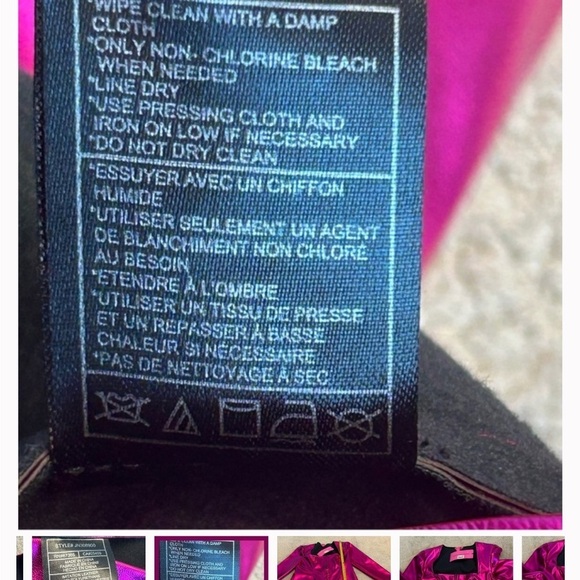 *WIPE CLEAN WITH A DAMP
CLOTH
*ONLY NON- CHLORINE BLEACH
WHEN NEEDED
*LINE DRY
*USE PRESSING CLOTH AND
IRON ON LOW IF NECESSARY
*DO NOT DRY CLEAN
*ESSUYER AVEC UN CHIFFON
HUMIDE
*UTILISER SEULEMENT UN AGENT
DE BLANCHIMENT NON CHLORÉ
AU BESOIN
*ETENDRE À L'OMBRE
*UTILISER UN TISSU DE PRESSE
ET UN REPASSER A BASSE
CHALEUR SI NÉCESSAIRE
*PAS DE NETTOYAGE À SEC